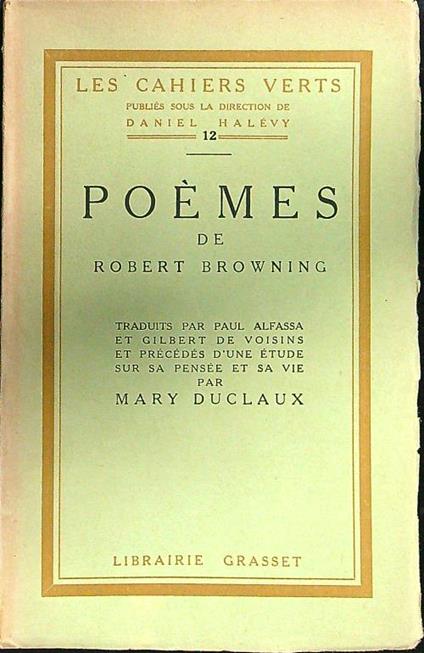 LES CAHIERS VERTS
PUBLIÉS SOUS LA DIRECTION DE
DANIEL HALÉVY
12
POÈMES
DE
ROBERT BROWNING
TRADUITS PAR PAUL ALFASSA
ET GILBERT DE VOISINS
ET PRÉCÉDÉS D'UNE ÉTUDE
SUR SA PENSÉE ET SA VIE
PAR
MARY DUCLAUX
LIBRAIRIE GRASSET